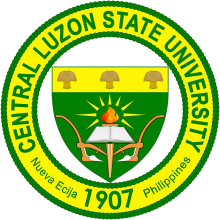 CENTRAL LUZON STATE UNIVERSITY
Nueva Ecija
1907
Philippines